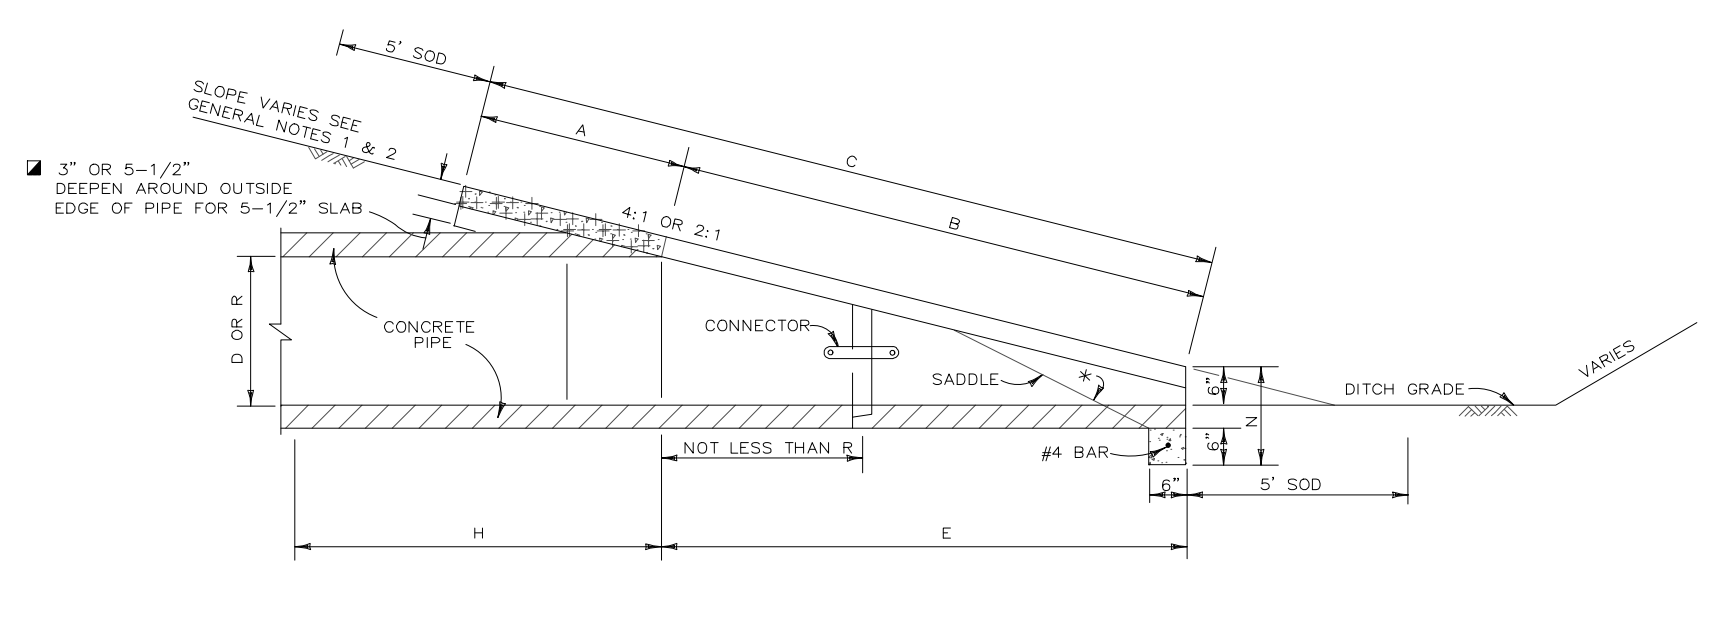 5' SOD
SLOPE VARIES SEE
GENERAL NOTES 1 & 2
A
C
3" OR 5-1/2"
DEEPEN AROUND OUTSIDE
EDGE OF PIPE FOR 5-1/2" SLAB
4:1 OR 2:1
B
D OR R
CONCRETE
PIPE
CONNECTOR
SADDLE
*
6"
N
DITCH GRADE
VARIES
NOT LESS THAN R
#4 BAR
6"
6"
5' SOD
H
E